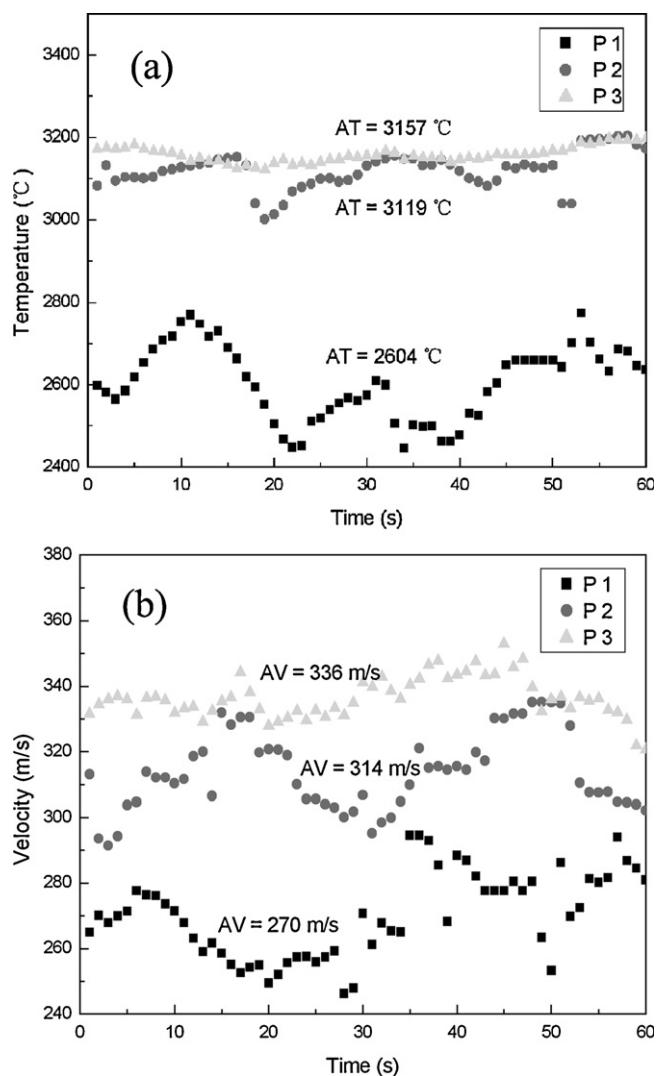 3400
3200
3000
2800
2600
2400
Temperature (℃)
(a)
P 1
P 2
P 3
AT = 3157 ℃
AT = 3119 ℃
AT = 2604 ℃
0 10 20 30 40 50 60
Time (s)
380
360
340
320
300
280
260
240
Velocity (m/s)
(b)
P 1
P 2
P 3
AV = 336 m/s
AV = 314 m/s
AV = 270 m/s
0 10 20 30 40 50 60
Time (s)